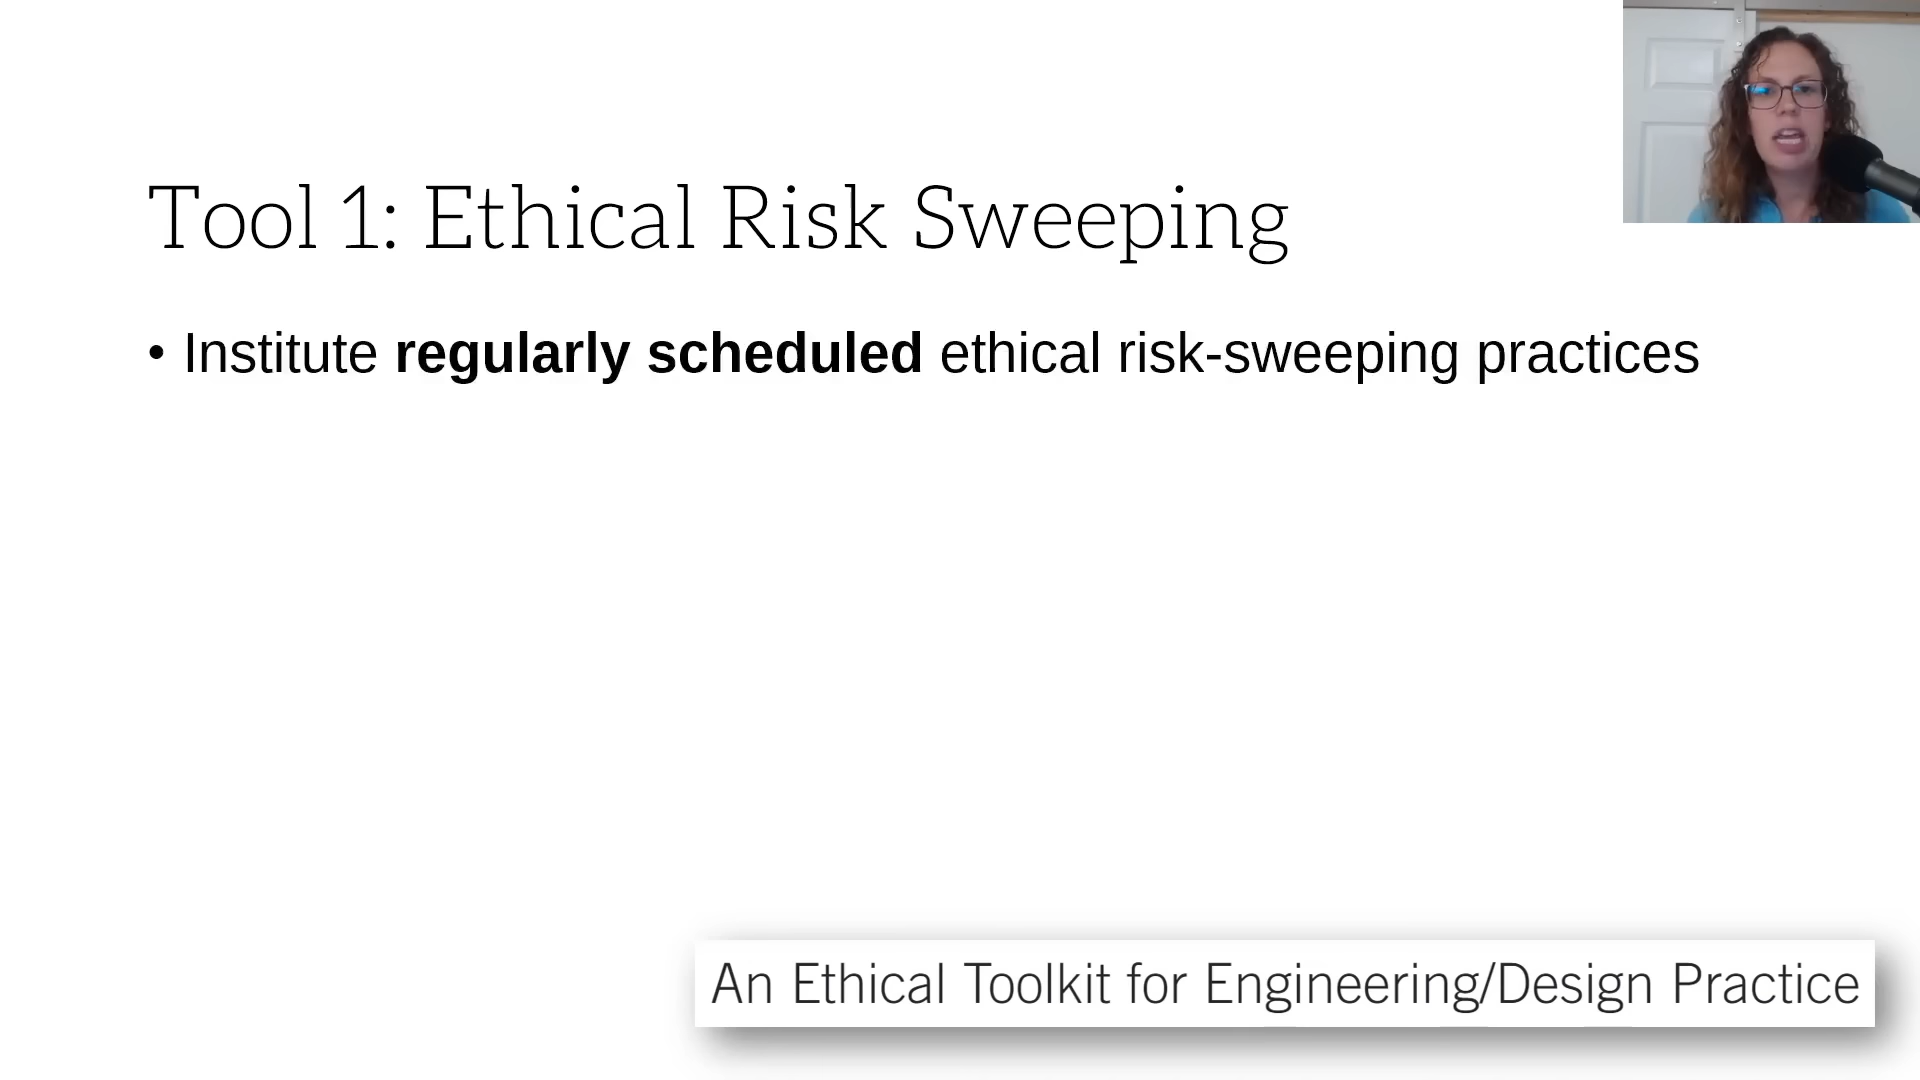 Tool 1: Ethical Risk Sweeping
• Institute regularly scheduled ethical risk-sweeping practices
An Ethical Toolkit for Engineering/Design Practice